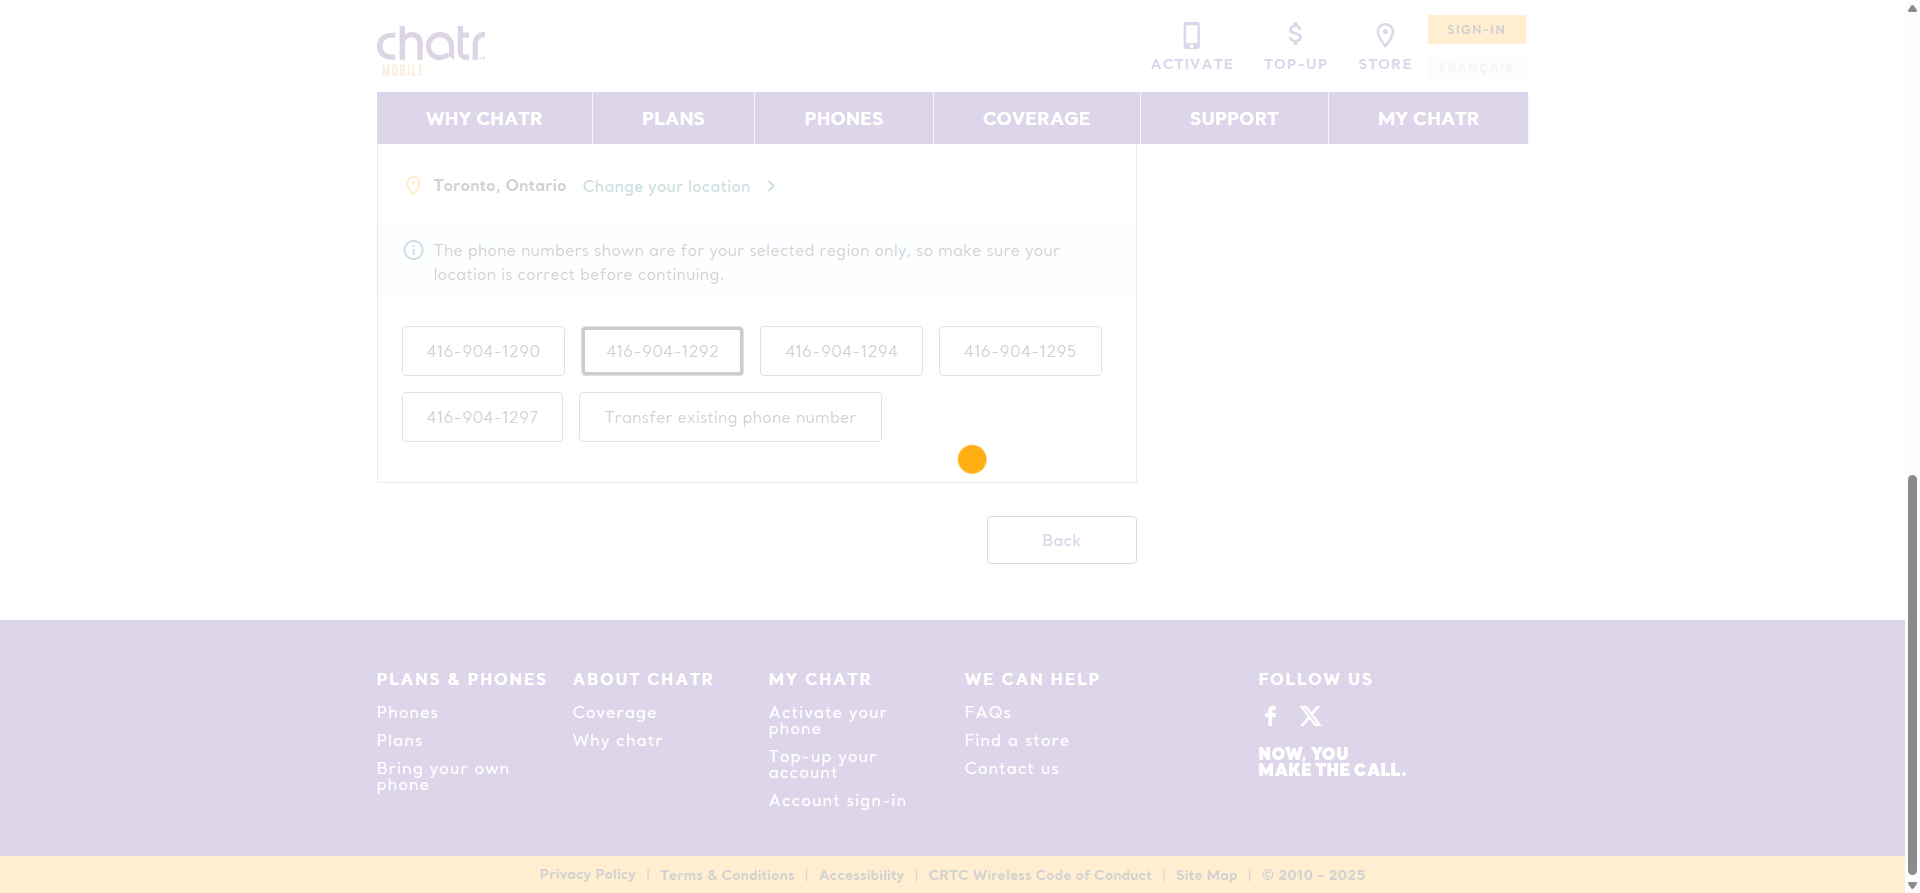 chatr
MOBILE
ACTIVATE
TOP-UP
STORE
SIGN-IN
FRANÇAIS
WHY CHATR
PLANS
PHONES
COVERAGE
SUPPORT
MY CHATR
Toronto, Ontario
Change your location
The phone numbers shown are for your selected region only, so make sure your
location is correct before continuing.
416-904-1290
416-904-1292
416-904-1294
416-904-1295
416-904-1297
Transfer existing phone number
Back
PLANS & PHONES
Phones
Plans
Bring your own
phone
ABOUT CHATR
Coverage
Why chatr
MY CHATR
Activate your
phone
Top-up your
account
Account sign-in
WE CAN HELP
FAQs
Find a store
Contact us
FOLLOW US
NOW, YOU
MAKE THE CALL.
Privacy Policy | Terms & Conditions | Accessibility | CRTC Wireless Code of Conduct | Site Map | © 2010 - 2025